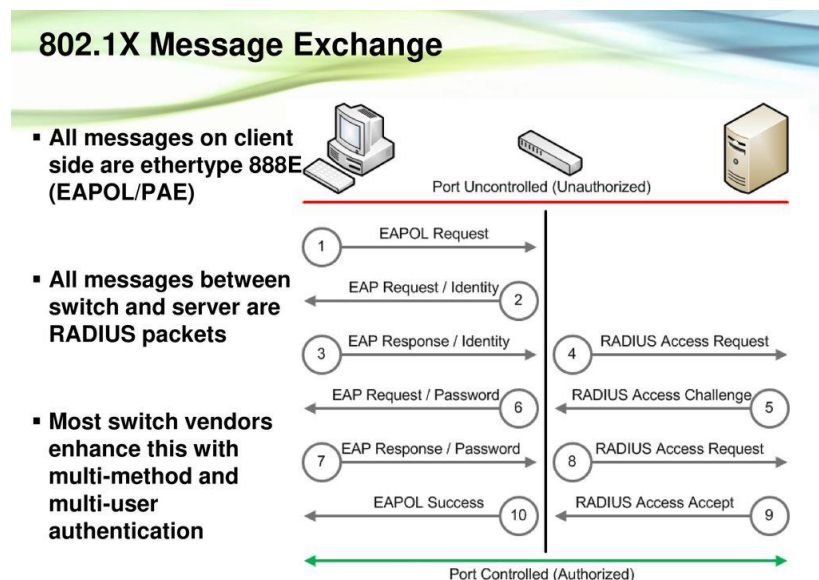 802.1X Message Exchange
▪ All messages on client
side are ethertype 888E
(EAPOL/PAE)
▪ All messages between
switch and server are
RADIUS packets
▪ Most switch vendors
enhance this with
multi-method and
multi-user
authentication
Port Uncontrolled (Unauthorized)
1 EAPOL Request
EAP Request / Identity 2
3 EAP Response / Identity
4 RADIUS Access Request
EAP Request / Password 6
RADIUS Access Challenge 5
7 EAP Response / Password
8 RADIUS Access Request
EAPOL Success 10
RADIUS Access Accept 9
Port Controlled (Authorized)